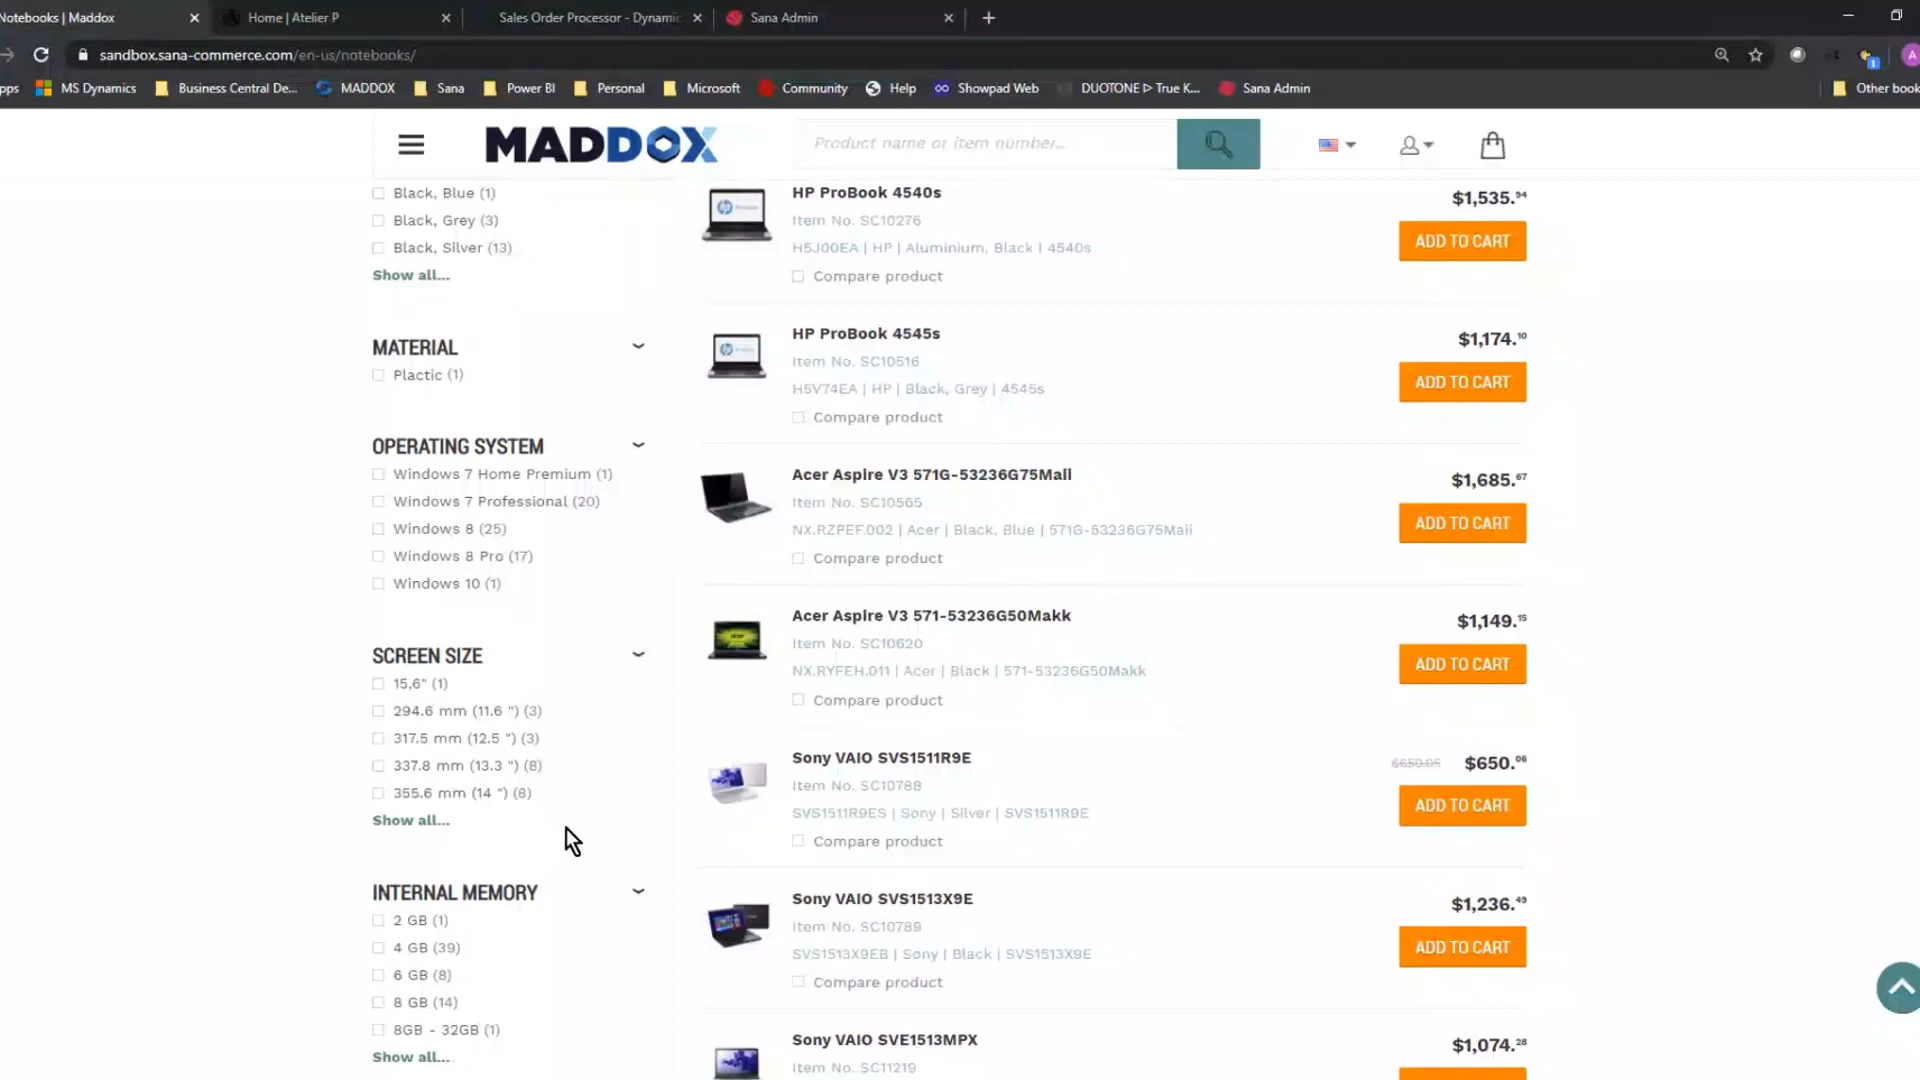 Notebooks | Maddox
Home | Atelier P
Sales Order Processor - Dynamic
Sana Admin
sandbox.sana-commerce.com/en-us/notebooks/
pps
MS Dynamics
Business Central De...
MADDOX
Sana
Power BI
Personal
Microsoft
Community
Help
Showpad Web
DUOTONE ᐅ True K...
Sana Admin
Other book
MADDOX
Product name or item number...
Black, Blue (1)
Black, Grey (3)
Black, Silver (13)
Show all...
MATERIAL
Plactic (1)
OPERATING SYSTEM
Windows 7 Home Premium (1)
Windows 7 Professional (20)
Windows 8 (25)
Windows 8 Pro (17)
Windows 10 (1)
SCREEN SIZE
15,6" (1)
294.6 mm (11.6 ") (3)
317.5 mm (12.5 ") (3)
337.8 mm (13.3 ") (8)
355.6 mm (14 ") (8)
Show all...
INTERNAL MEMORY
2 GB (1)
4 GB (39)
6 GB (8)
8 GB (14)
8GB - 32GB (1)
Show all...
HP ProBook 4540s
Item No. SC10276
H5J00EA | HP | Aluminium, Black | 4540s
Compare product
$1,535.94
ADD TO CART
HP ProBook 4545s
Item No. SC10516
H5V74EA | HP | Black, Grey | 4545s
Compare product
$1,174.10
ADD TO CART
Acer Aspire V3 571G-53236G75Maii
Item No. SC10565
NX.RZPEF.002 | Acer | Black, Blue | 571G-53236G75Maii
Compare product
$1,685.67
ADD TO CART
Acer Aspire V3 571-53236G50Makk
Item No. SC10620
NX.RYFEH.011 | Acer | Black | 571-53236G50Makk
Compare product
$1,149.15
ADD TO CART
Sony VAIO SVS1511R9E
Item No. SC10788
SVS1511R9ES | Sony | Silver | SVS1511R9E
Compare product
$650.05 $650.06
ADD TO CART
Sony VAIO SVS1513X9E
Item No. SC10789
SVS1513X9EB | Sony | Black | SVS1513X9E
Compare product
$1,236.49
ADD TO CART
Sony VAIO SVE1513MPX
Item No. SC11219
$1,074.28